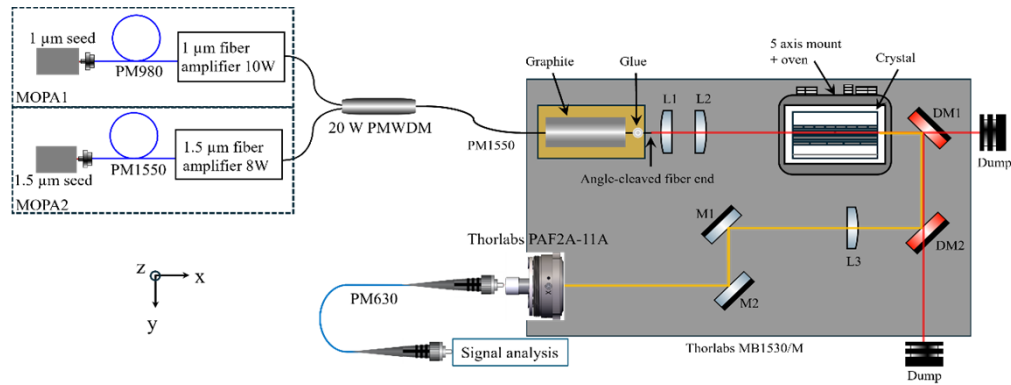 1 μm seed
PM980
1 μm fiber
amplifier 10W
MOPA1
1.5 μm seed
PM1550
1.5 μm fiber
amplifier 8W
MOPA2
20 W PMWDM
PM1550
Graphite
Glue
L1
L2
5 axis mount
+ oven
Crystal
DM1
Dump
Angle-cleaved fiber end
M1
L3
DM2
M2
Thorlabs PAF2A-11A
z
x
y
PM630
Signal analysis
Thorlabs MB1530/M
Dump